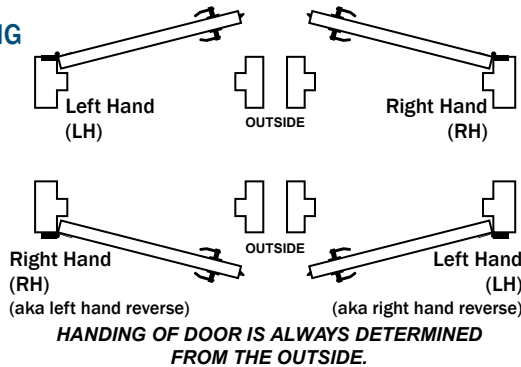 NG
Left Hand
(LH)
OUTSIDE
Right Hand
(RH)
Right Hand
(RH)
(aka left hand reverse)
OUTSIDE
Left Hand
(LH)
(aka right hand reverse)
HANDING OF DOOR IS ALWAYS DETERMINED
FROM THE OUTSIDE.